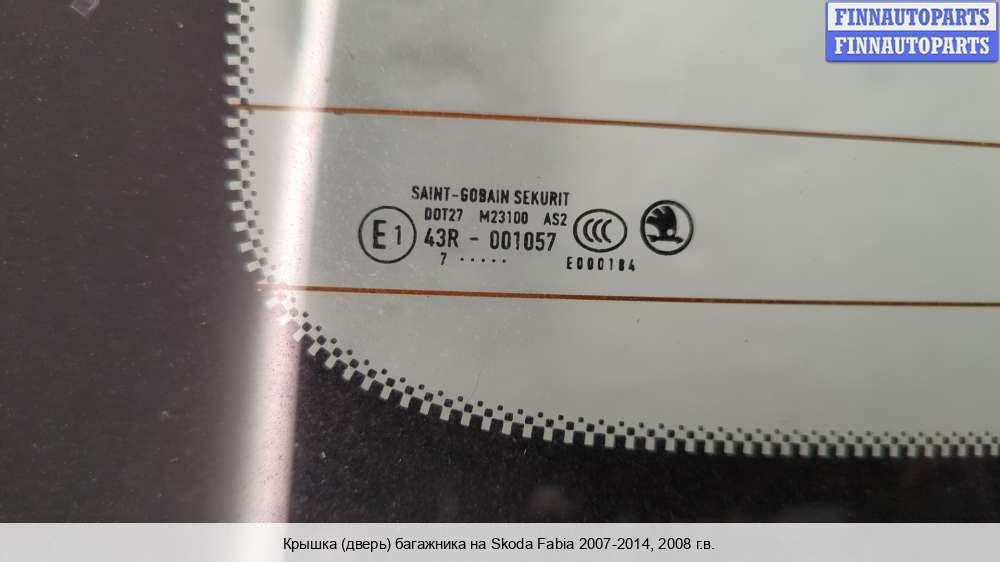 FINNAUTOPARTS
FINNAUTOPARTS
SAINT-GOBAIN SEKURIT
DOT27 M23100 AS2
E1 43R - 001057 CCC
7 .....
E000184
Крышка (дверь) багажника на Skoda Fabia 2007-2014, 2008 г.в.